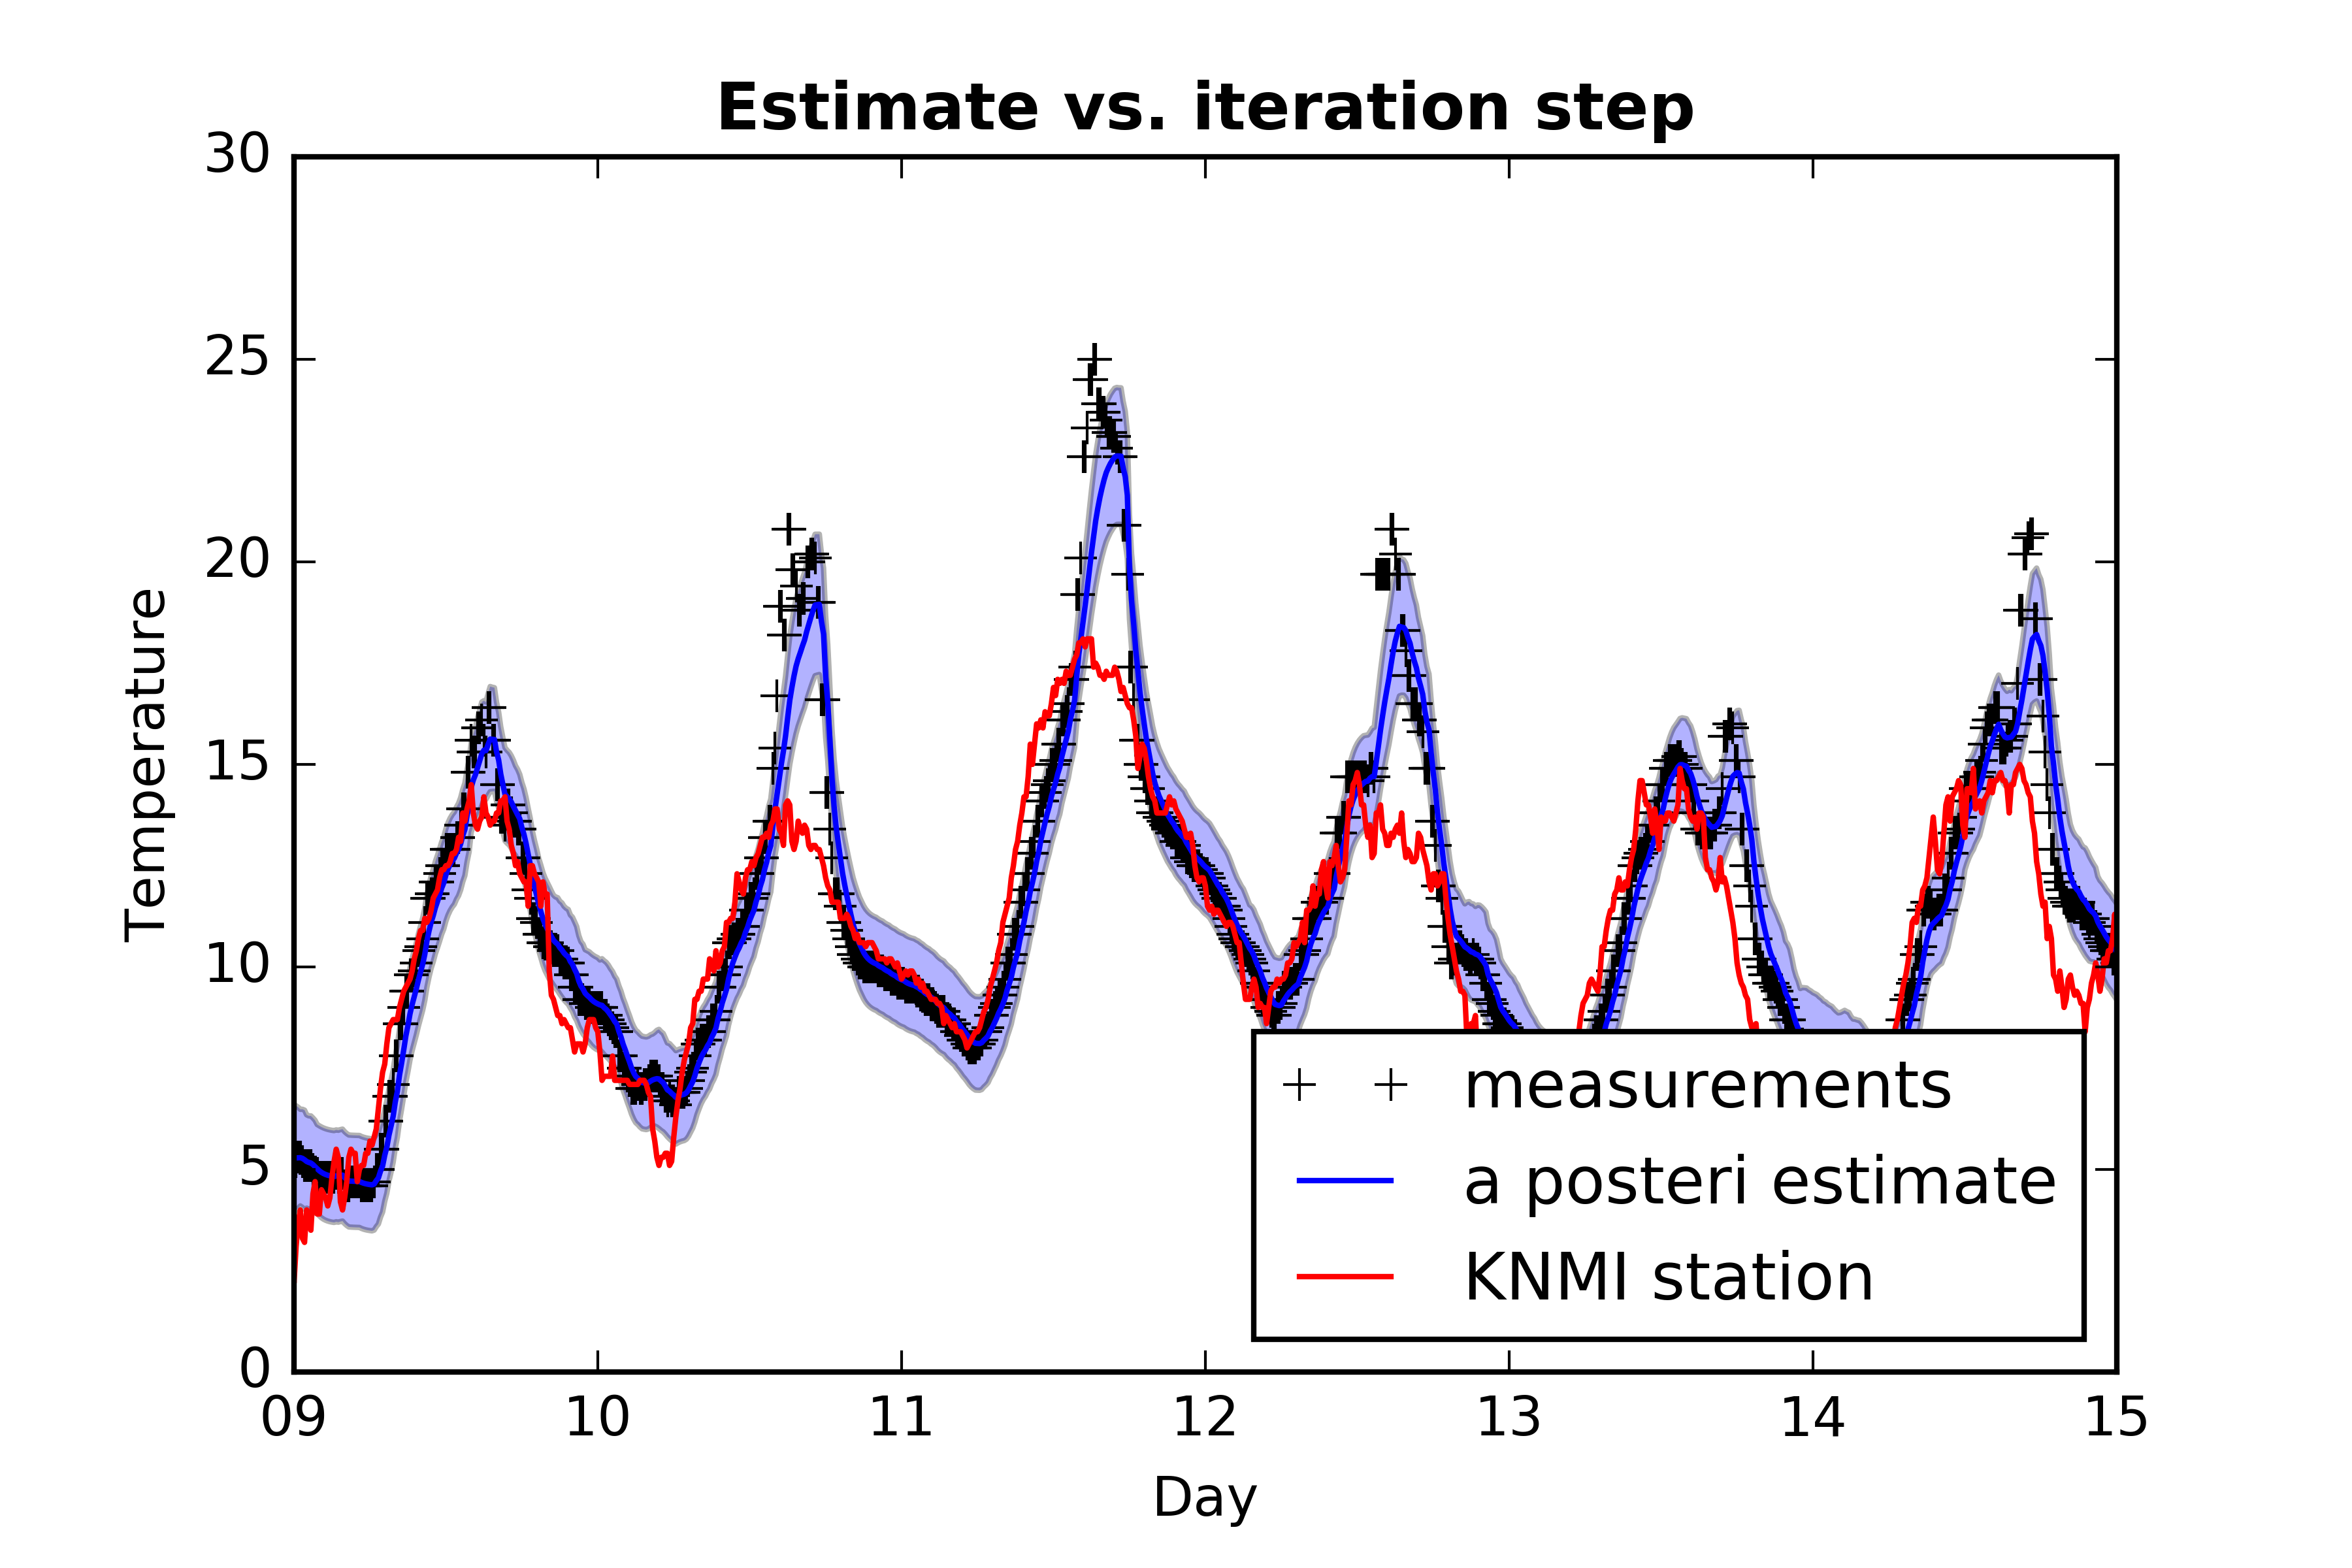 Estimate vs. iteration step
30
25
20
15
10
5
0
Temperature
09 10 11 12 13 14 15
Day
measurements
a posteri estimate
KNMI station